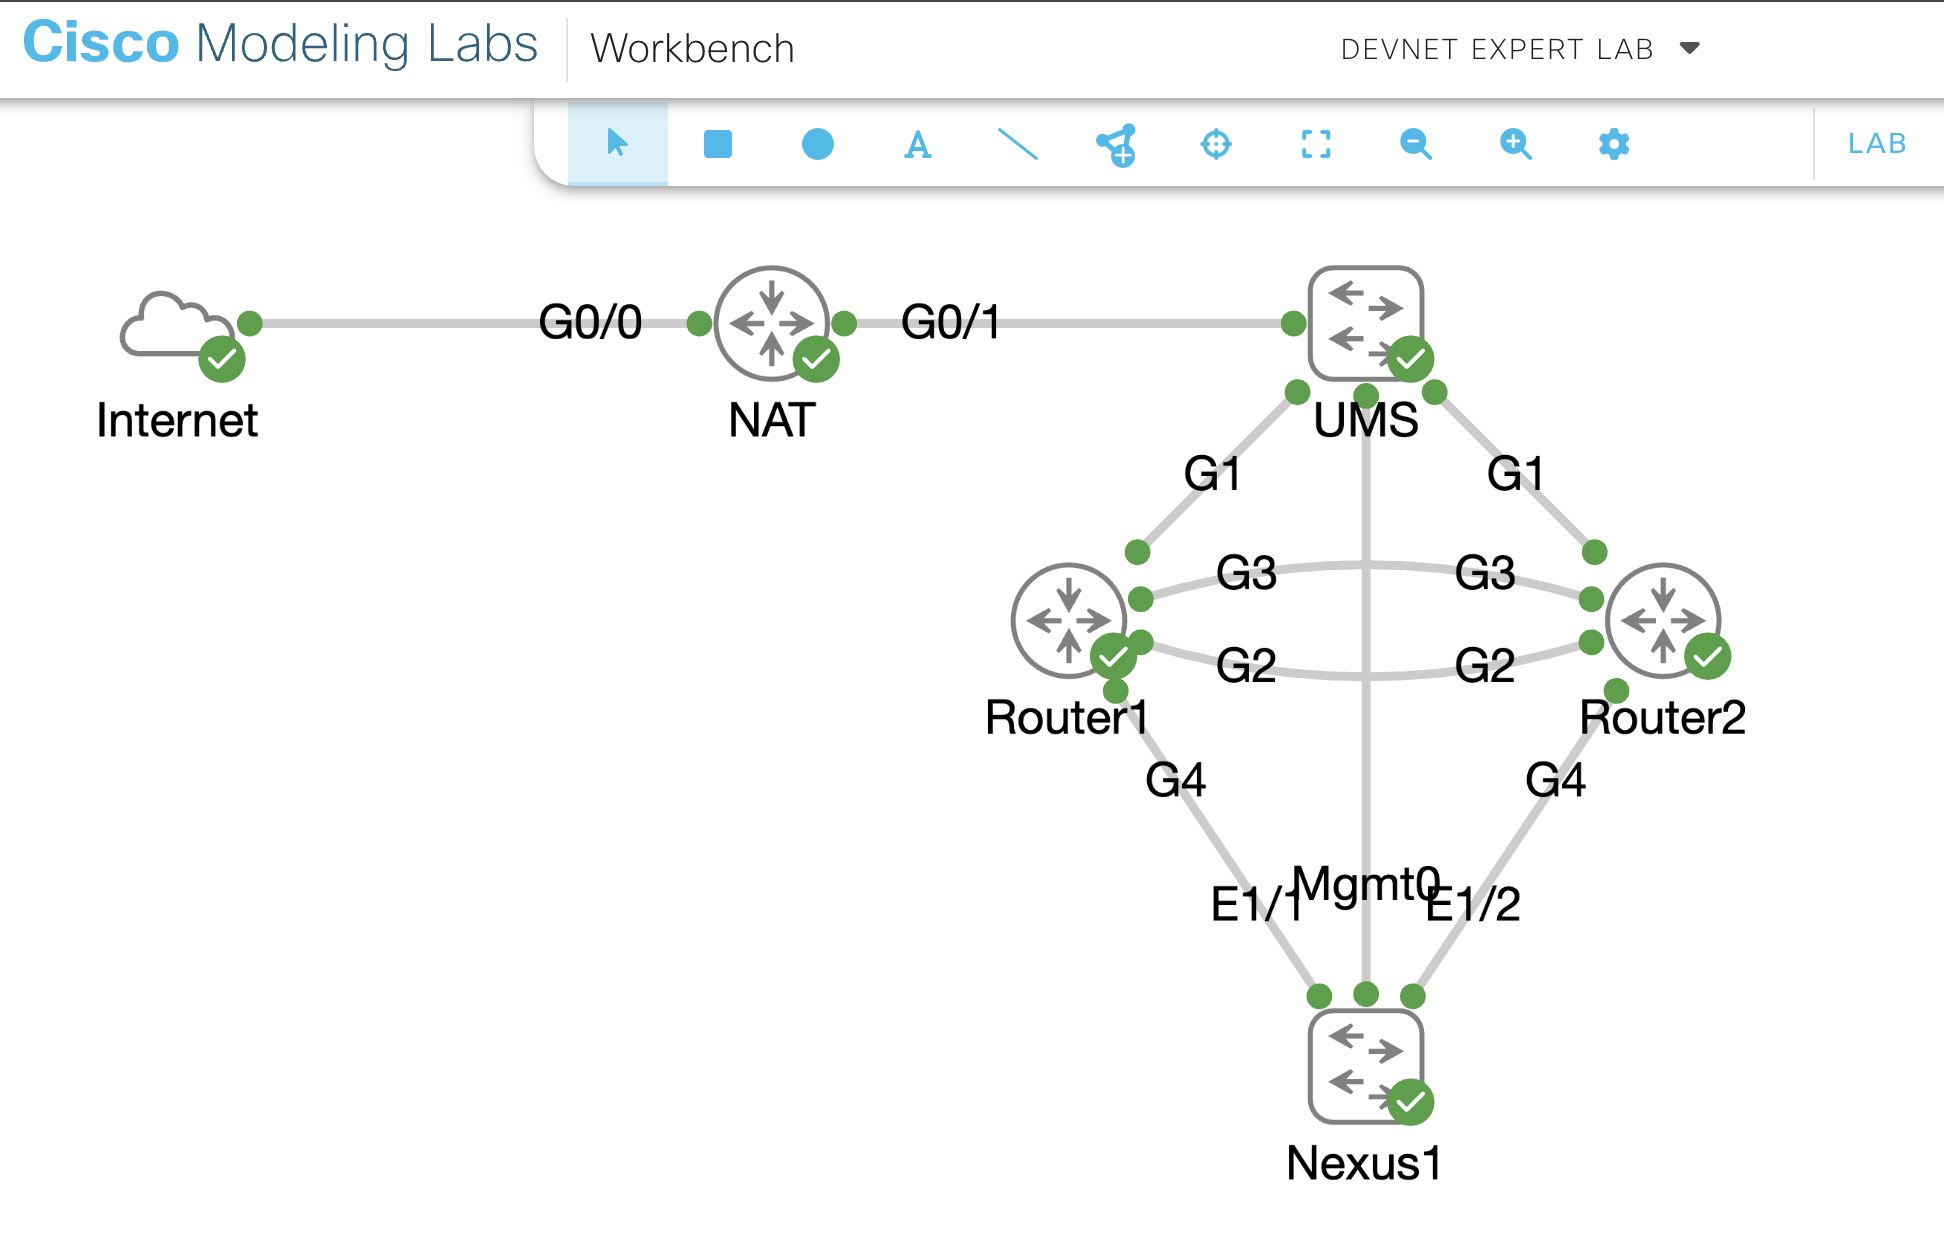 Cisco Modeling Labs Workbench DEVNET EXPERT LAB
A LAB
G0/0 G0/1
Internet NAT UMS
G1 G1
G3 G3
G2 G2
Router1 Router2
G4 G4
Mgmt0
E1/1 E1/2
Nexus1